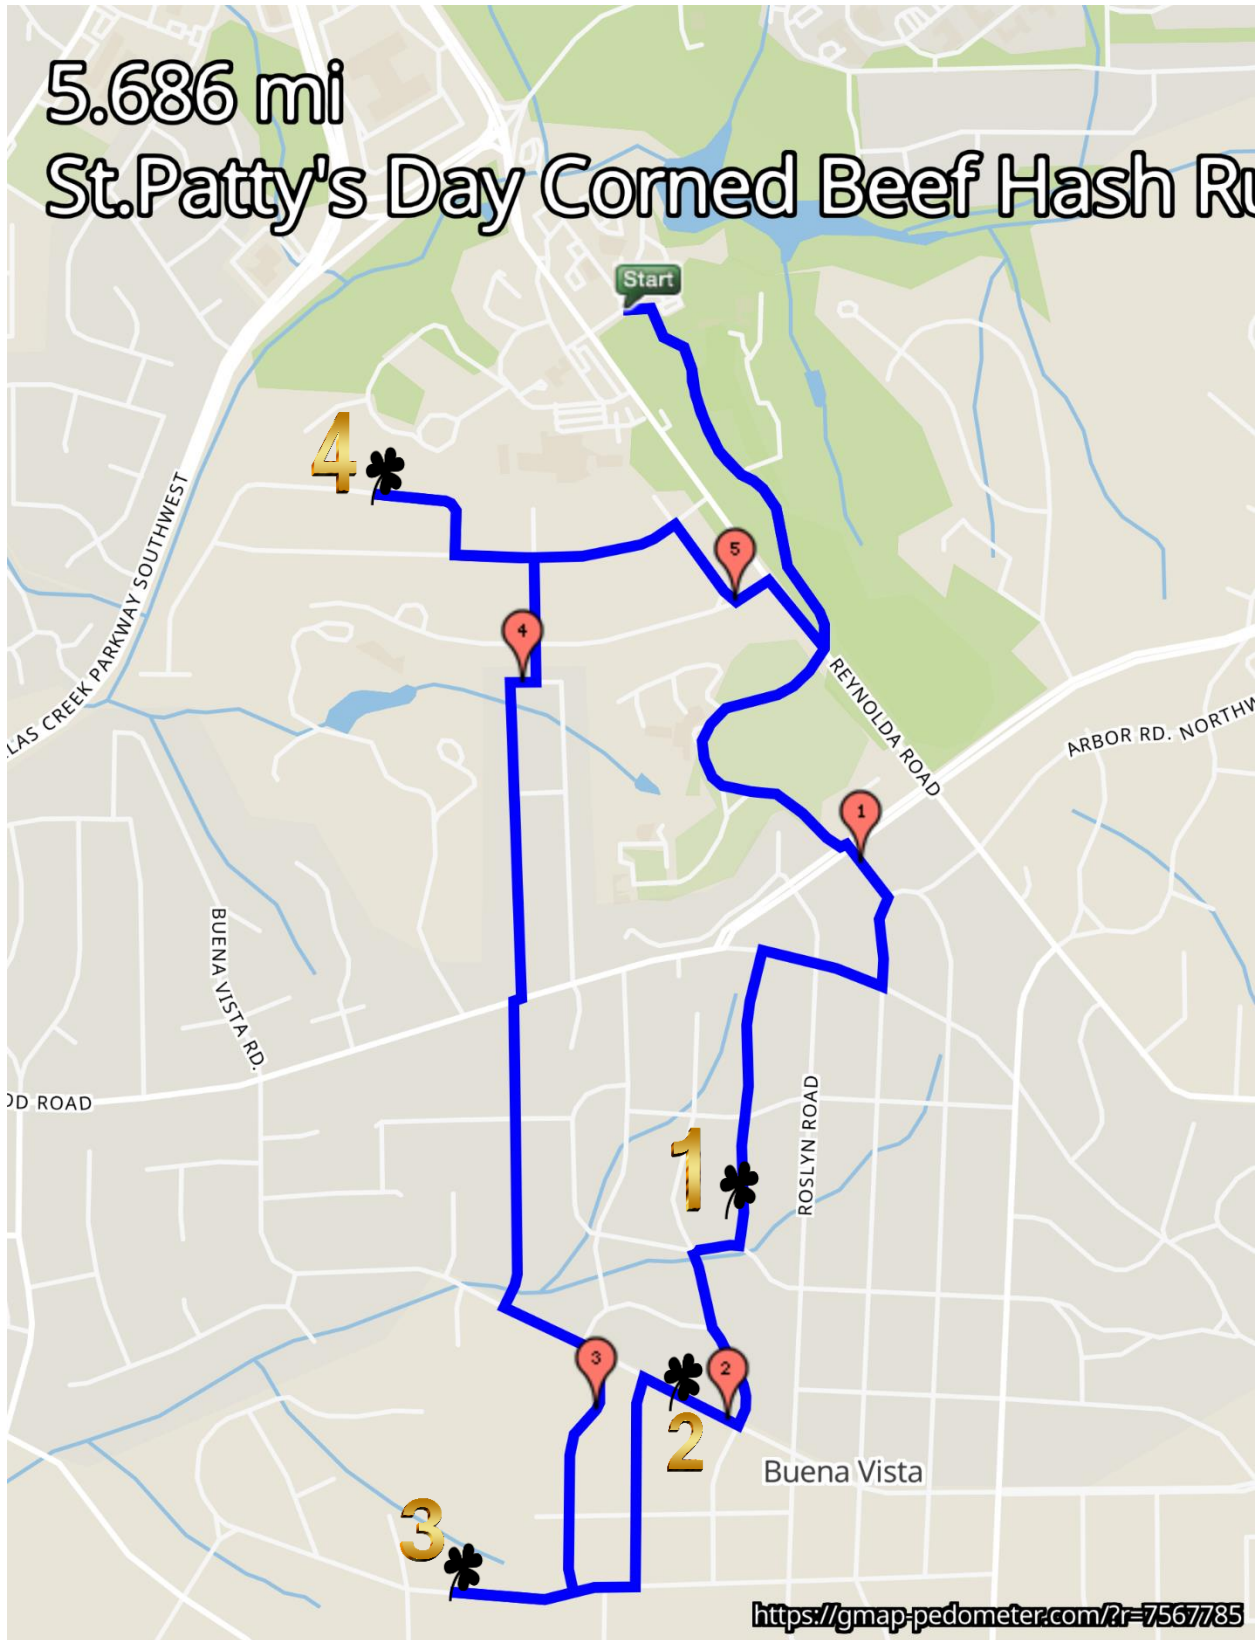 5.686 mi
St.Patty's Day Corned Beef Hash Ru
Start
4
5
4
LAS CREEK PARKWAY SOUTHWEST
REYNOLDA ROAD
ARBOR RD. NORTHW
1
BUENA VISTA RD.
OD ROAD
ROSLYN ROAD
1
3
2
2
Buena Vista
3
https://gmap-pedometer.com/?r=7567785